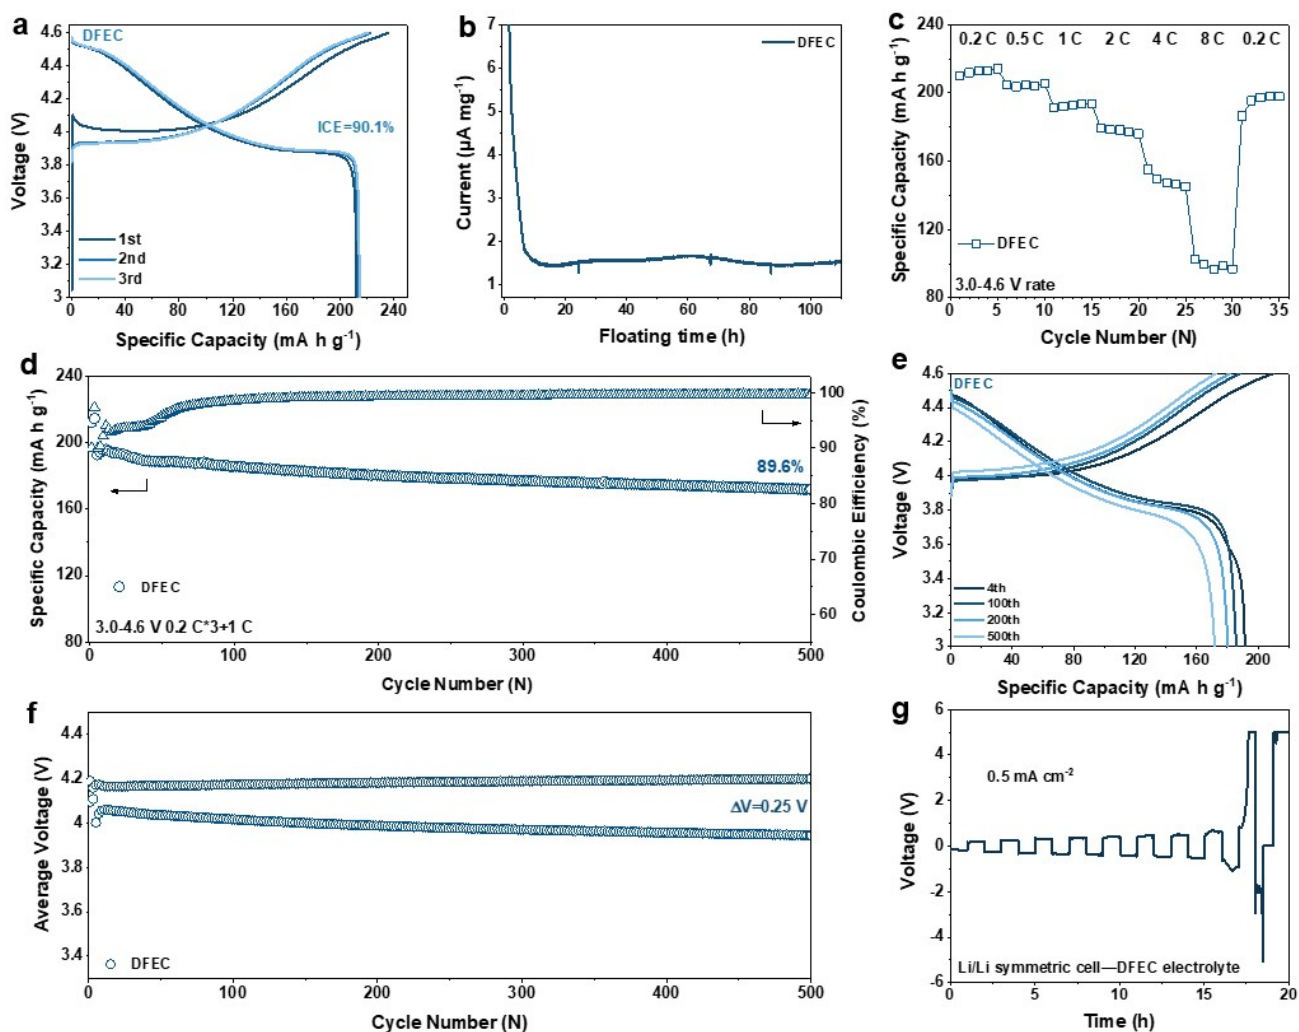 a
DFEC
ICE=90.1%
1st
2nd
3rd
4.6
4.4
4.2
4
3.8
3.6
3.4
3.2
3
0 40 80 120 160 200 240
Voltage (V)
Specific Capacity (mA h g-1)
b
DFEC
7
6
5
4
3
2
1
0 20 40 60 80 100
Current (μA mg-1)
Floating time (h)
c
0.2 C 0.5 C 1 C 2 C 4 C 8 C 0.2 C
DFEC
3.0-4.6 V rate
240
200
160
120
80
0 5 10 15 20 25 30 35
Specific Capacity (mA h g-1)
Cycle Number (N)
d
89.6%
DFEC
3.0-4.6 V 0.2 C*3+1 C
240
200
160
120
80
100
90
80
70
60
0 100 200 300 400 500
Specific Capacity (mA h g-1)
Coulombic Eifficiency (%)
Cycle Number (N)
e
DFEC
4th
100th
200th
500th
4.6
4.4
4.2
4
3.8
3.6
3.4
3.2
3
0 40 80 120 160 200
Voltage (V)
Specific Capacity (mA h g-1)
f
ΔV=0.25 V
DFEC
4.4
4.2
4
3.8
3.6
3.4
0 100 200 300 400 500
Average Voltage (V)
Cycle Number (N)
g
0.5 mA cm-2
Li/Li symmetric cell—DFEC electrolyte
6
4
2
0
-2
-4
-6
0 5 10 15 20
Voltage (V)
Time (h)